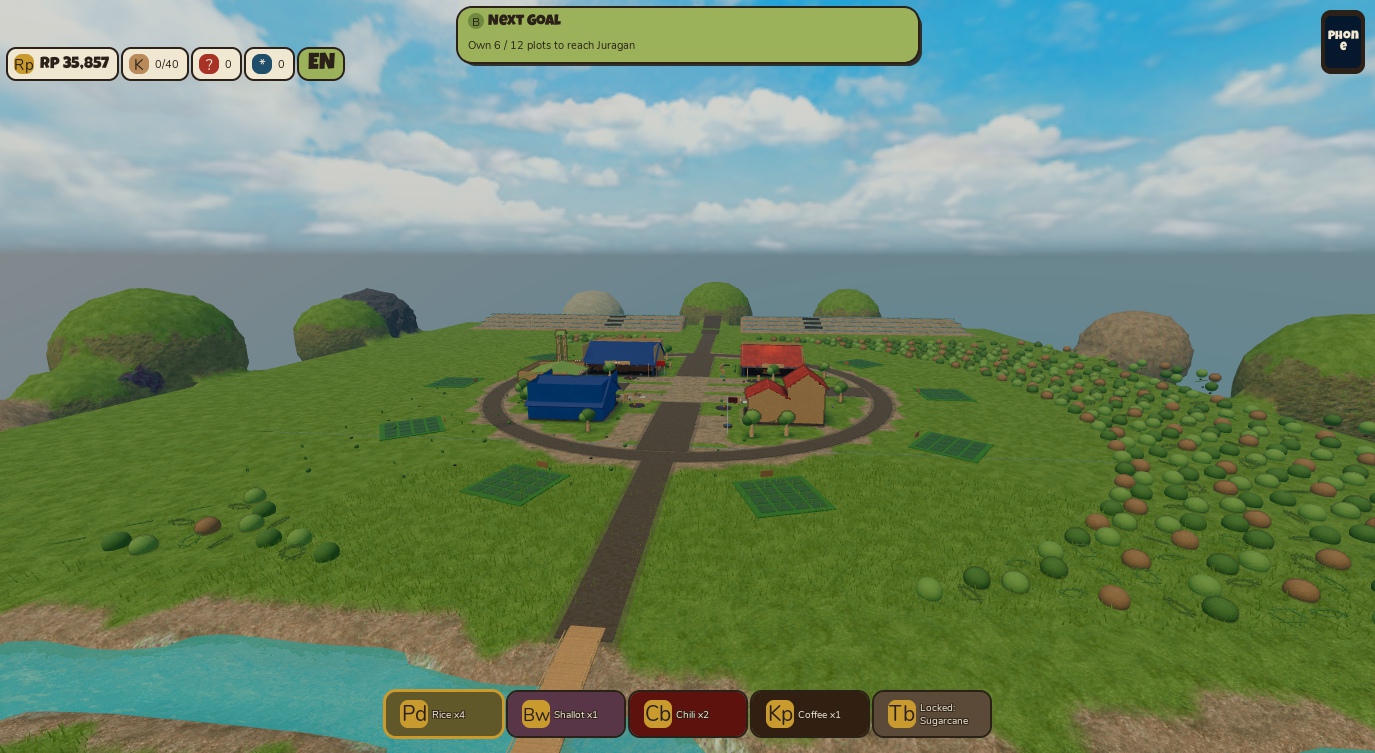 B Next Goal
Own 6 / 12 plots to reach Juragan
Rp RP 35,857
K 0/40
? 0
* 0
EN
Phon
e
Pd Rice x4
Bw Shallot x1
Cb Chili x2
Kp Coffee x1
Tb Locked:
Sugarcane